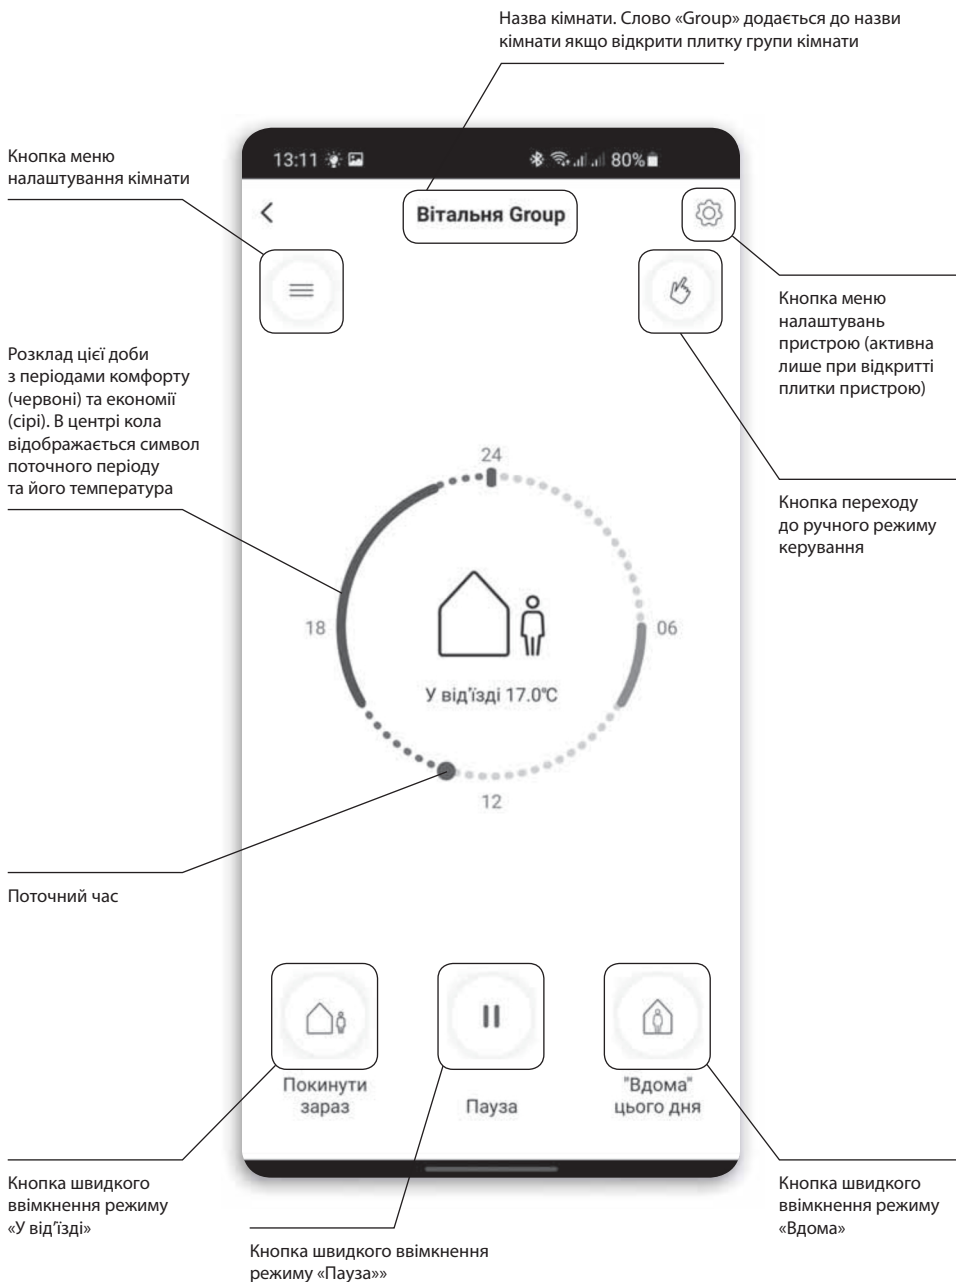 Назва кімнати. Слово «Group» додається до назви
кімнати якщо відкрити плитку групи кімнати
Кнопка меню
налаштування кімнати
13:11 80%
Вітальня Group
Кнопка меню
налаштувань
пристрою (активна
лише при відкритті
плитки пристрою)
Розклад цієї доби
з періодами комфорту
(червоні) та економії
(сірі). В центрі кола
відображається символ
поточного періоду
та його температура
Кнопка переходу
до ручного режиму
керування
24
18
06
У від'їзді 17.0°C
12
Поточний час
Покинути
зараз
Пауза
"Вдома"
цього дня
Кнопка швидкого
ввімкнення режиму
«У від’їзді»
Кнопка швидкого ввімкнення
режиму «Пауза»»
Кнопка швидкого
ввімкнення режиму
«Вдома»